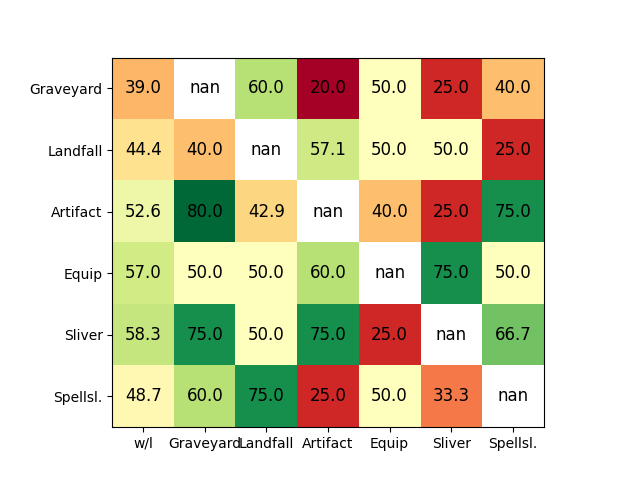 Graveyard 39.0 nan 60.0 20.0 50.0 25.0 40.0
Landfall 44.4 40.0 nan 57.1 50.0 50.0 25.0
Artifact 52.6 80.0 42.9 nan 40.0 25.0 75.0
Equip 57.0 50.0 50.0 60.0 nan 75.0 50.0
Sliver 58.3 75.0 50.0 75.0 25.0 nan 66.7
Spellsl. 48.7 60.0 75.0 25.0 50.0 33.3 nan
w/l Graveyard Landfall Artifact Equip Sliver Spellsl.